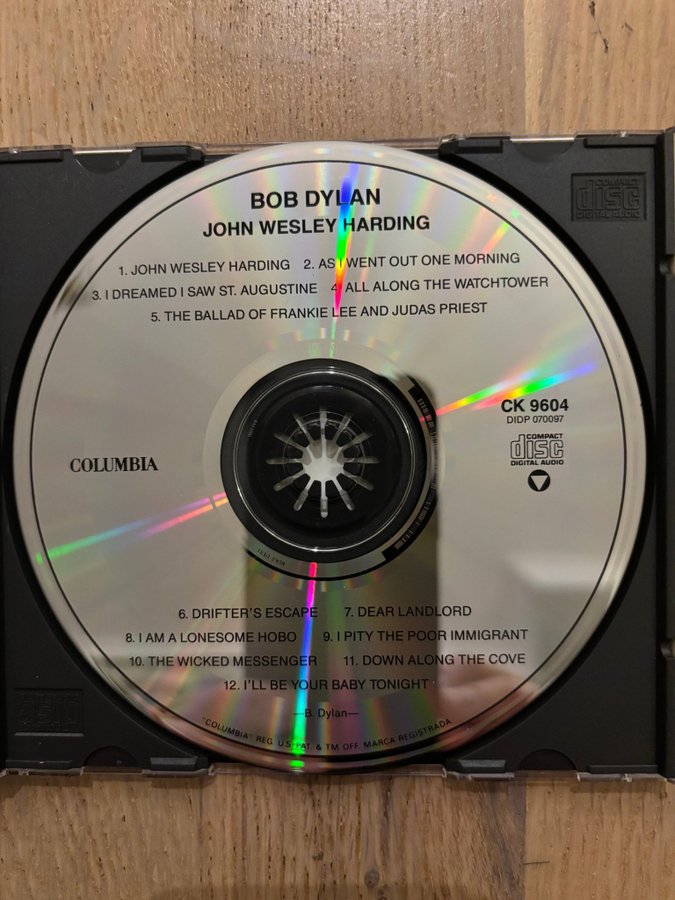 COMPACT
disc
DIGITAL AUDIO
BOB DYLAN
JOHN WESLEY HARDING
1. JOHN WESLEY HARDING 2. AS I WENT OUT ONE MORNING
3. I DREAMED I SAW ST. AUGUSTINE 4. ALL ALONG THE WATCHTOWER
5. THE BALLAD OF FRANKIE LEE AND JUDAS PRIEST
CK 9604
DIDP 070097
COMPACT
disc
DIGITAL AUDIO
COLUMBIA
6. DRIFTER'S ESCAPE 7. DEAR LANDLORD
8. I AM A LONESOME HOBO 9. I PITY THE POOR IMMIGRANT
10. THE WICKED MESSENGER 11. DOWN ALONG THE COVE
12. I'LL BE YOUR BABY TONIGHT
—B. Dylan—
"COLUMBIA" REG. U.S. PAT. & TM. OFF. MARCA REGISTRADA.